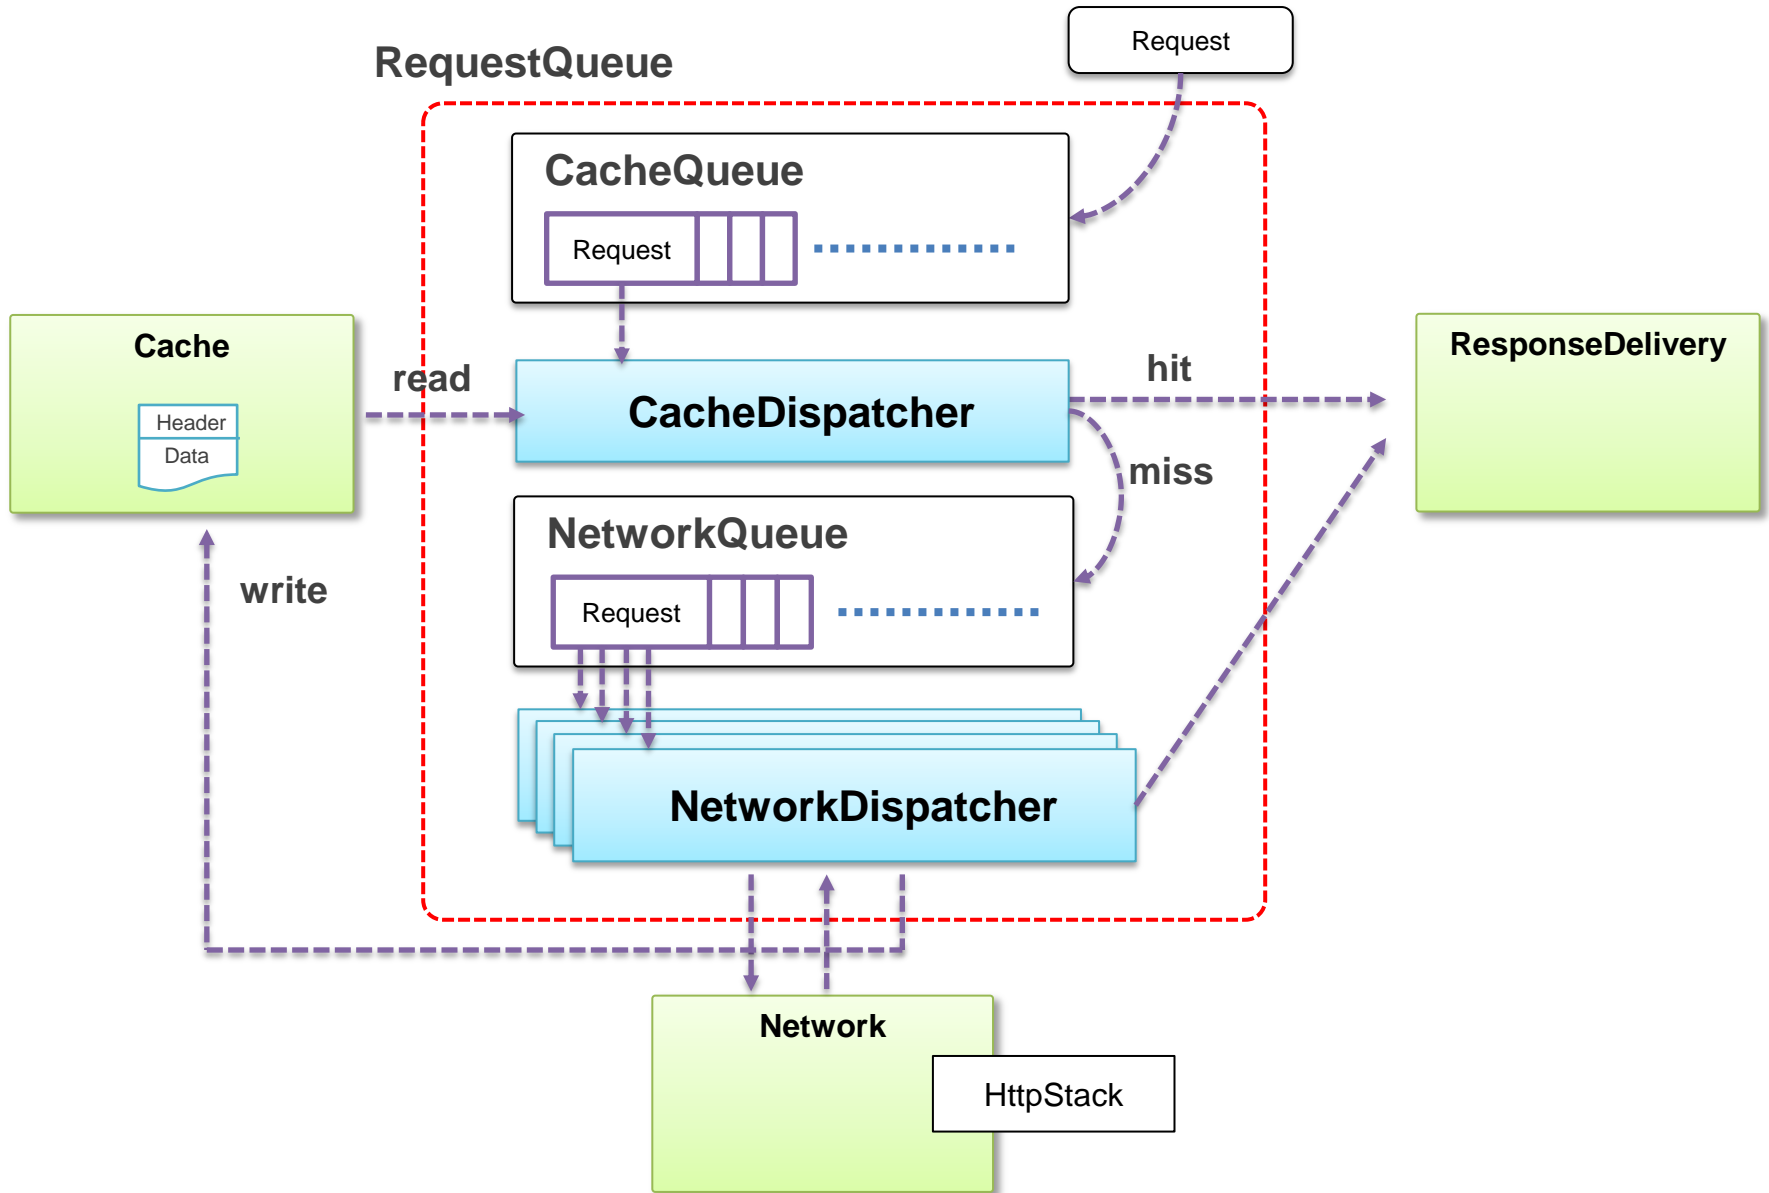 Request
RequestQueue
CacheQueue
Request
Cache
Header
Data
read
CacheDispatcher
hit
miss
ResponseDelivery
write
NetworkQueue
Request
NetworkDispatcher
Network
HttpStack